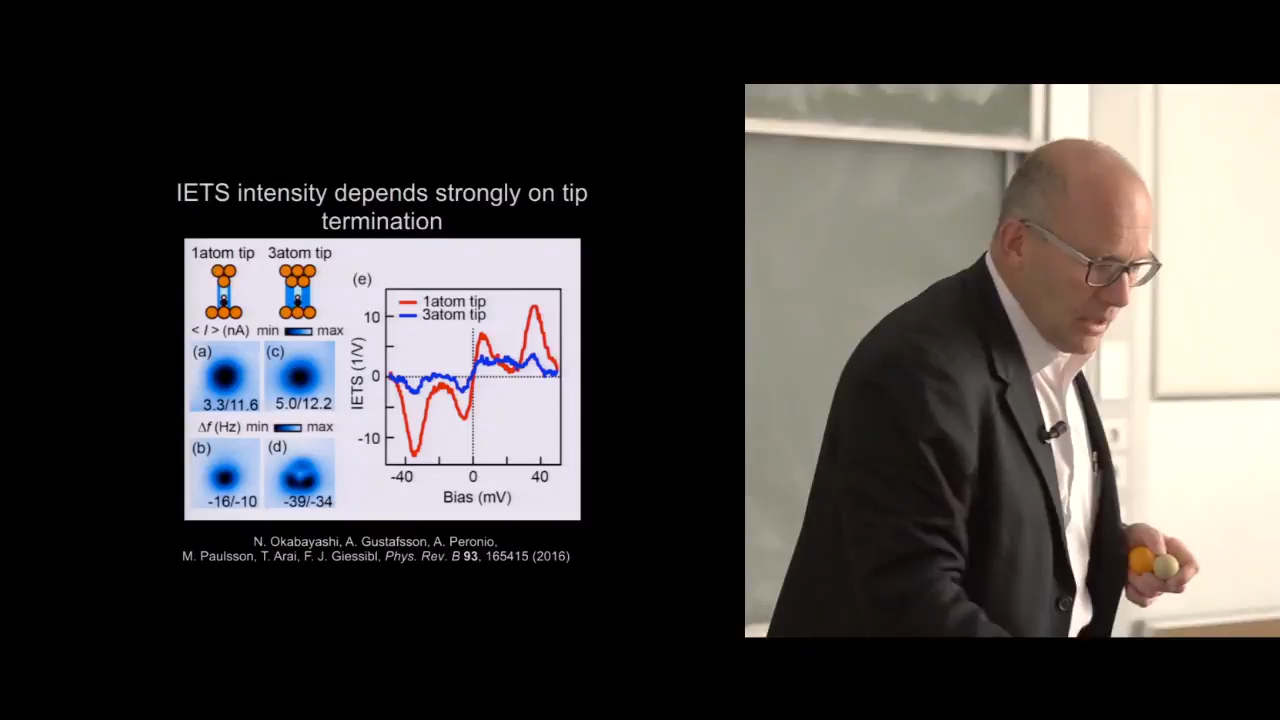 IETS intensity depends strongly on tip
termination
1atom tip 3atom tip
< I > (nA) min max
(a) (c)
3.3/11.6 5.0/12.2
Δf (Hz) min max
(b) (d)
-16/-10 -39/-34
(e)
1atom tip
3atom tip
IETS (1/V)
10
0
-10
-40 0 40
Bias (mV)
N. Okabayashi, A. Gustafsson, A. Peronio,
M. Paulsson, T. Arai, F. J. Giessibl, Phys. Rev. B 93, 165415 (2016)